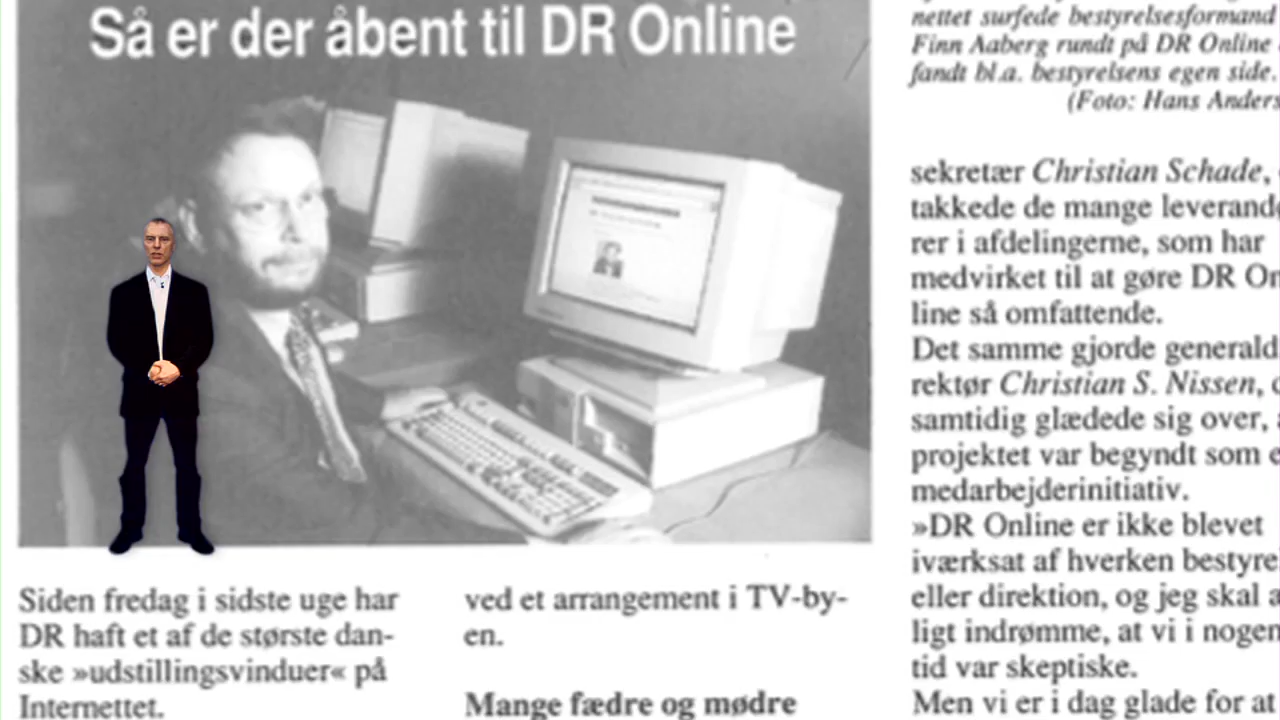 Så er der åbent til DR Online
Siden fredag i sidste uge har
DR haft et af de største dan-
ske »udstillingsvinduer« på
Internettet.
ved et arrangement i TV-by-
en.
Mange fædre og mødre
nettet surfede bestyrelsesformand
Finn Aaberg rundt på DR Online
fandt bl.a. bestyrelsens egen side.
(Foto: Hans Anders
sekretær Christian Schade,
takkede de mange leverand
rer i afdelingerne, som har
medvirket til at gøre DR On
line så omfattende.
Det samme gjorde generald
rektør Christian S. Nissen,
samtidig glædede sig over,
projektet var begyndt som e
medarbejderinitiativ.
»DR Online er ikke blevet
iværksat af hverken bestyre
eller direktion, og jeg skal a
ligt indrømme, at vi i nogen
tid var skeptiske.
Men vi er i dag glade for at